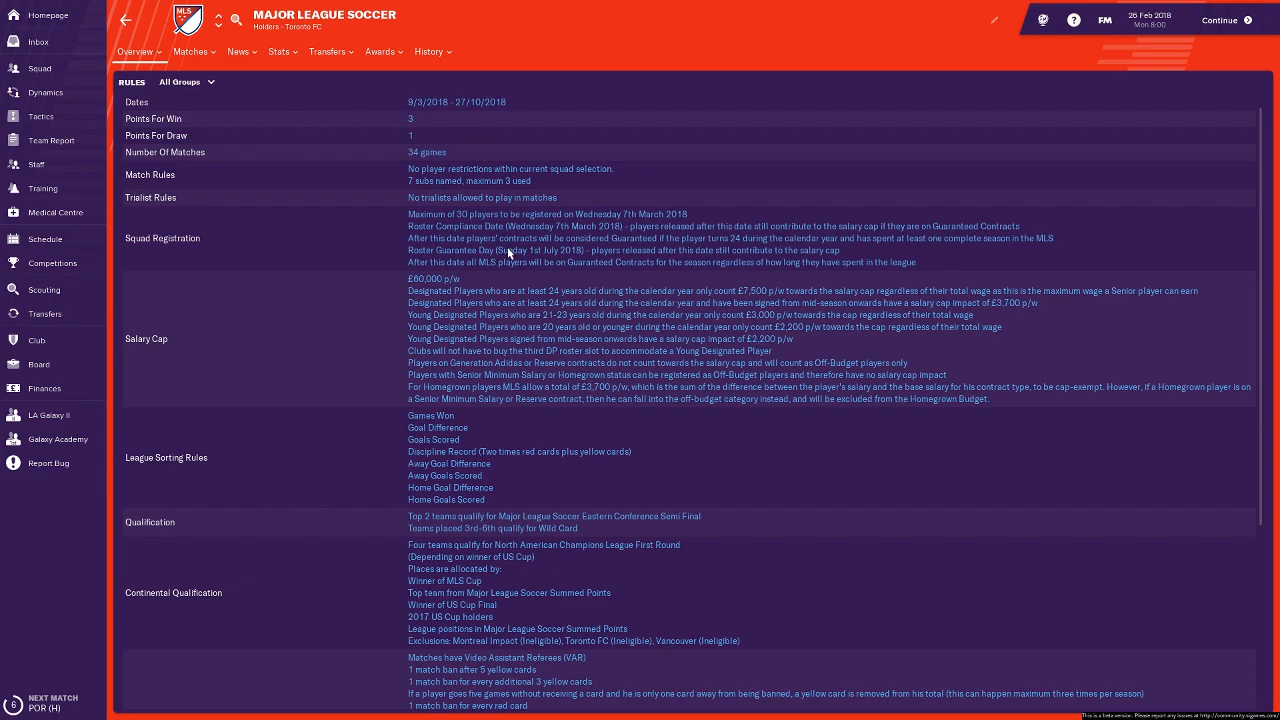 Homepage
MLS
MAJOR LEAGUE SOCCER
Holders - Toronto FC
?
FM
26 Feb 2018
Mon 8:00
Continue
Inbox
Squad
Dynamics
Tactics
Team Report
Staff
Training
Medical Centre
Schedule
Competitions
Scouting
Transfers
Club
Board
Finances
LA Galaxy II
Galaxy Academy
Report Bug
6
NEXT MATCH
POR (H)
Overview
Matches
News
Stats
Transfers
Awards
History
RULES
All Groups
Dates
9/3/2018 - 27/10/2018
Points For Win
3
Points For Draw
1
Number Of Matches
34 games
Match Rules
No player restrictions within current squad selection.
7 subs named, maximum 3 used
Trialist Rules
No trialists allowed to play in matches
Squad Registration
Maximum of 30 players to be registered on Wednesday 7th March 2018
Roster Compliance Date (Wednesday 7th March 2018) - players released after this date still contribute to the salary cap if they are on Guaranteed Contracts
After this date players' contracts will be considered Guaranteed if the player turns 24 during the calendar year and has spent at least one complete season in the MLS
Roster Guarantee Day (Sunday 1st July 2018) - players released after this date still contribute to the salary cap
After this date all MLS players will be on Guaranteed Contracts for the season regardless of how long they have spent in the league
Salary Cap
£60,000 p/w
Designated Players who are at least 24 years old during the calendar year only count £7,500 p/w towards the salary cap regardless of their total wage as this is the maximum wage a Senior player can earn
Designated Players who are at least 24 years old during the calendar year and have been signed from mid-season onwards have a salary cap impact of £3,700 p/w
Young Designated Players who are 21-23 years old during the calendar year only count £3,000 p/w towards the cap regardless of their total wage
Young Designated Players who are 20 years old or younger during the calendar year only count £2,200 p/w towards the cap regardless of their total wage
Young Designated Players signed from mid-season onwards have a salary cap impact of £2,200 p/w
Clubs will not have to buy the third DP roster slot to accommodate a Young Designated Player
Players on Generation Adidas or Reserve contracts do not count towards the salary cap and will count as Off-Budget players only
Players with Senior Minimum Salary or Homegrown status can be registered as Off-Budget players and therefore have no salary cap impact
For Homegrown players MLS allow a total of £3,700 p/w, which is the sum of the difference between the player's salary and the base salary for his contract type, to be cap-exempt. However, if a Homegrown player is on
a Senior Minimum Salary or Reserve contract, then he can fall into the off-budget category instead, and will be excluded from the Homegrown Budget.
League Sorting Rules
Games Won
Goal Difference
Goals Scored
Discipline Record (Two times red cards plus yellow cards)
Away Goal Difference
Away Goals Scored
Home Goal Difference
Home Goals Scored
Qualification
Top 2 teams qualify for Major League Soccer Eastern Conference Semi Final
Teams placed 3rd-6th qualify for Wild Card
Continental Qualification
Four teams qualify for North American Champions League First Round
(Depending on winner of US Cup)
Places are allocated by:
Winner of MLS Cup
Top team from Major League Soccer Summed Points
Winner of US Cup Final
2017 US Cup holders
League positions in Major League Soccer Summed Points
Exclusions: Montreal Impact (Ineligible), Toronto FC (Ineligible), Vancouver (Ineligible)
Matches have Video Assistant Referees (VAR)
1 match ban after 5 yellow cards
1 match ban for every additional 3 yellow cards
If a player goes five games without receiving a card and he is only one card away from being banned, a yellow card is removed from his total (this can happen maximum three times per season)
1 match ban for every red card
This is a beta version. Please report any issues at http://community.sigames.com/